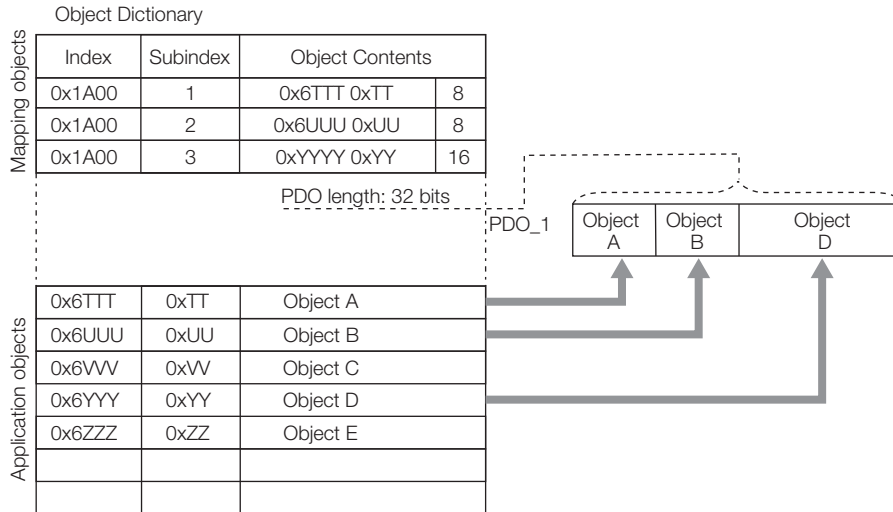 Object Dictionary
Mapping objects
Index Subindex Object Contents
0x1A00 1 0x6TTT 0xTT 8
0x1A00 2 0x6UUU 0xUU 8
0x1A00 3 0xYYYY 0xYY 16
PDO length: 32 bits
PDO_1
Object A
Object B
Object D
Application objects
0x6TTT 0xTT Object A
0x6UUU 0xUU Object B
0x6VVV 0xVV Object C
0x6YYY 0xYY Object D
0x6ZZZ 0xZZ Object E